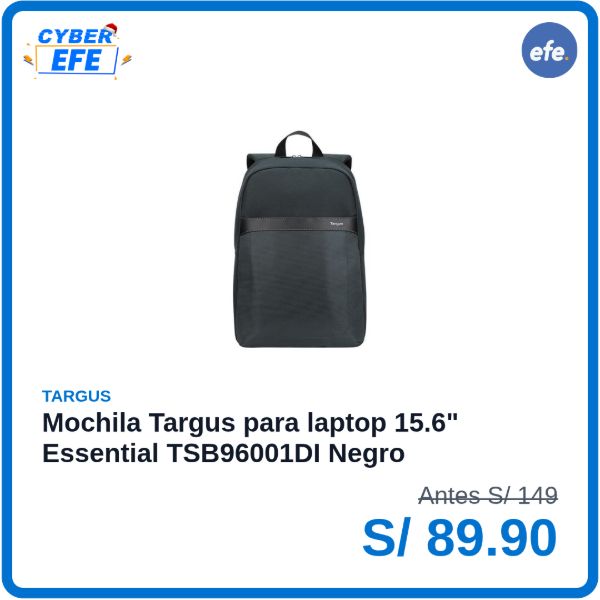 CYBER
EFE
efe.
Targus
TARGUS
Mochila Targus para laptop 15.6"
Essential TSB96001DI Negro
Antes S/ 149
S/ 89.90